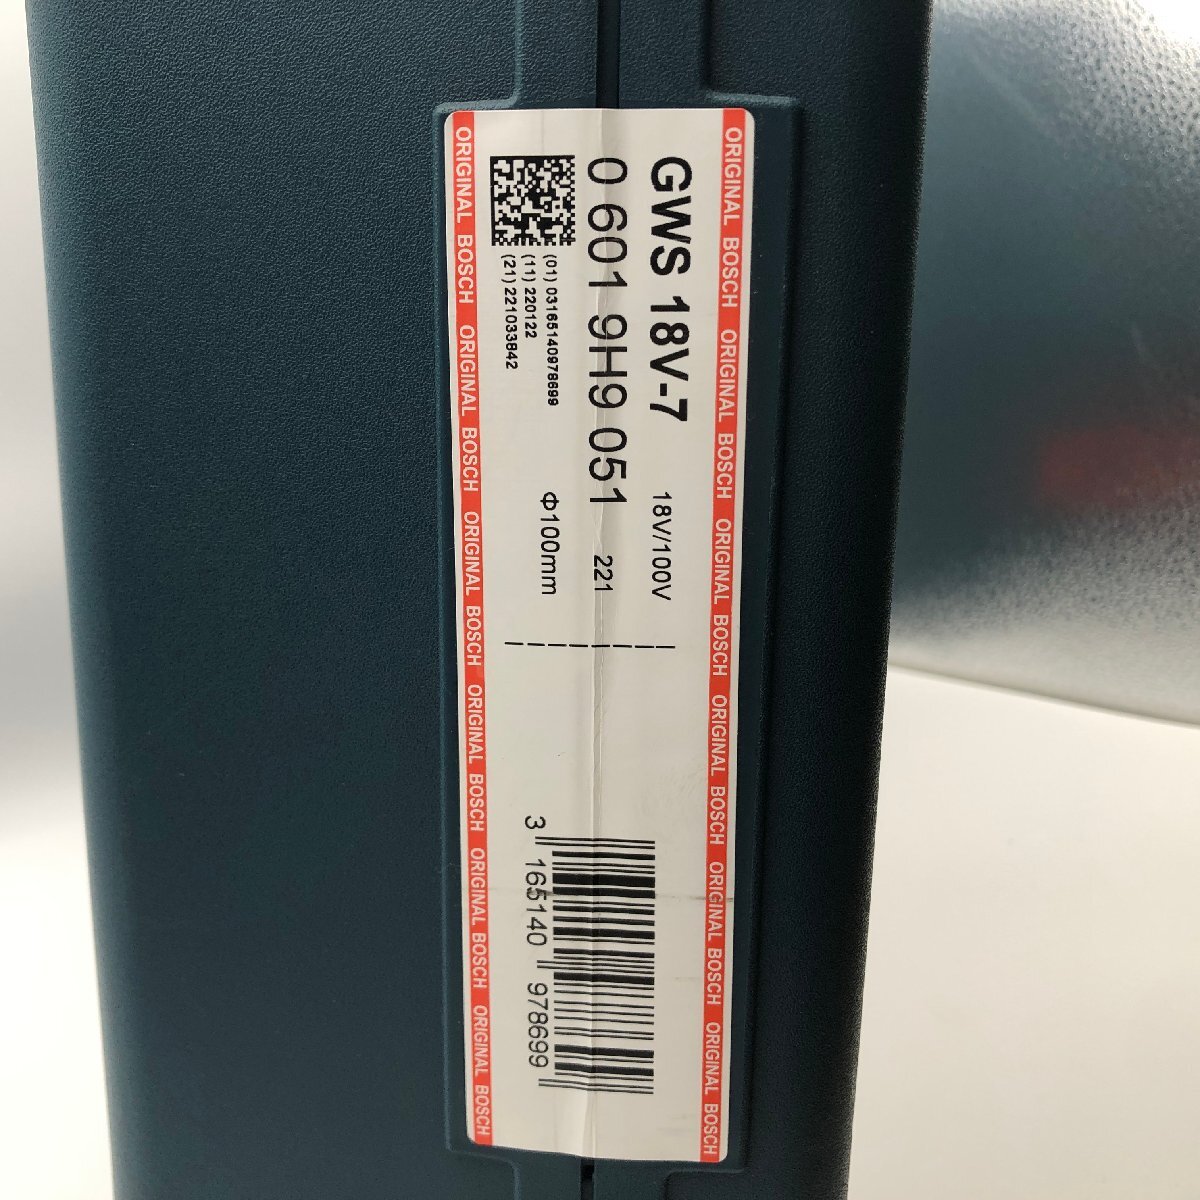 ORIGINAL BOSCH ORIGINAL BOSCH ORIGINAL BOSCH ORIGINAL BOSCH ORIGINAL BOSCH ORIGINAL BOSCH
GWS 18V-7 18V/100V
0 601 9H9 051 221
(01) 03165140978699
(11) 220122
(21) 221033842
Φ100mm
3 165140 978699
ORIGINAL BOSCH ORIGINAL BOSCH ORIGINAL BOSCH ORIGINAL BOSCH ORIGINAL BOSCH ORIGINAL BOSCH